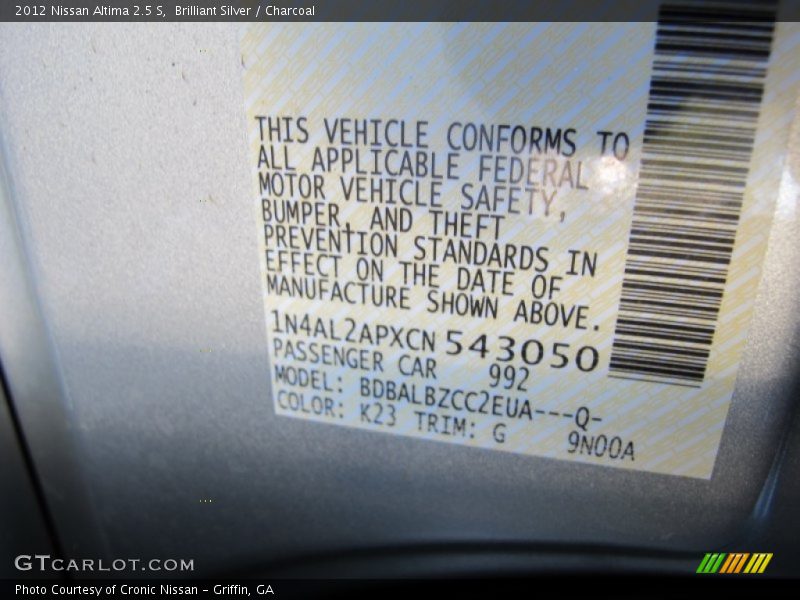 2012 Nissan Altima 2.5 S, Brilliant Silver / Charcoal
THIS VEHICLE CONFORMS TO
ALL APPLICABLE FEDERAL
MOTOR VEHICLE SAFETY,
BUMPER, AND THEFT
PREVENTION STANDARDS IN
EFFECT ON THE DATE OF
MANUFACTURE SHOWN ABOVE.
1N4AL2APXCN 543050
PASSENGER CAR 992
MODEL: BDBALBZCC2EUA---Q-
COLOR: K23 TRIM: G 9N00A
GTCARLOT.COM
Photo Courtesy of Cronic Nissan - Griffin, GA